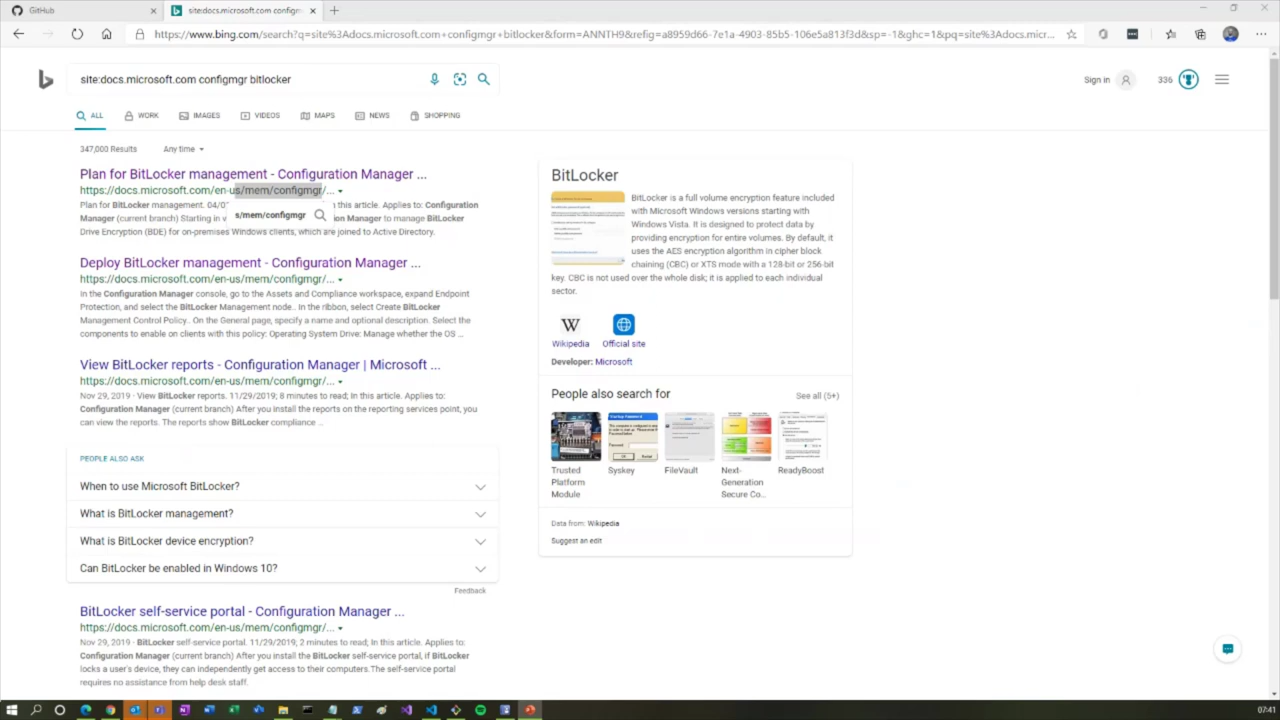 GitHub
site:docs.microsoft.com configm
https://www.bing.com/search?q=site%3Adocs.microsoft.com+configmgr+bitlocker&form=ANNTH9&refig=a8959d66-7e1a-4903-85b5-106e5a813f3d&sp=-1&ghc=1&pq=site%3Adocs.microsoft.com%2c...
site:docs.microsoft.com configmgr bitlocker
Sign in
336
ALL
WORK
IMAGES
VIDEOS
MAPS
NEWS
SHOPPING
347,000 Results
Any time
Plan for BitLocker management - Configuration Manager ...
https://docs.microsoft.com/en-us/mem/configmgr/...
Plan for BitLocker management. 04/0
n this article. Applies to: Configuration
Manager (current branch) Starting in v
s/mem/configmgr
ion Manager to manage BitLocker
Drive Encryption (BDE) for on-premises Windows clients, which are joined to Active Directory.
Deploy BitLocker management - Configuration Manager ...
https://docs.microsoft.com/en-us/mem/configmgr/...
In the Configuration Manager console, go to the Assets and Compliance workspace, expand Endpoint
Protection, and select the BitLocker Management node.. In the ribbon, select Create BitLocker
Management Control Policy.. On the General page, specify a name and optional description. Select the
components to enable on clients with this policy: Operating System Drive: Manage whether the OS ...
View BitLocker reports - Configuration Manager | Microsoft ...
https://docs.microsoft.com/en-us/mem/configmgr/...
Nov 29, 2019 · View BitLocker reports. 11/29/2019; 8 minutes to read; In this article. Applies to:
Configuration Manager (current branch) After you install the reports on the reporting services point, you
can view the reports. The reports show BitLocker compliance ...
PEOPLE ALSO ASK
When to use Microsoft BitLocker?
What is BitLocker management?
What is BitLocker device encryption?
Can BitLocker be enabled in Windows 10?
Feedback
BitLocker self-service portal - Configuration Manager ...
https://docs.microsoft.com/en-us/mem/configmgr/...
Nov 29, 2019 · BitLocker self-service portal. 11/29/2019; 2 minutes to read; In this article. Applies to:
Configuration Manager (current branch) After you install the BitLocker self-service portal, if BitLocker
locks a user's device, they can independently get access to their computers.The self-service portal
requires no assistance from help desk staff.
BitLocker
BitLocker is a full volume encryption feature included
with Microsoft Windows versions starting with
Windows Vista. It is designed to protect data by
providing encryption for entire volumes. By default, it
uses the AES encryption algorithm in cipher block
chaining (CBC) or XTS mode with a 128-bit or 256-bit
key. CBC is not used over the whole disk; it is applied to each individual
sector.
W
Wikipedia
Official site
Developer: Microsoft
People also search for
See all (5+)
Trusted
Platform
Module
Syskey
FileVault
Next-
Generation
Secure Co...
ReadyBoost
Data from: Wikipedia
Suggest an edit
07:41